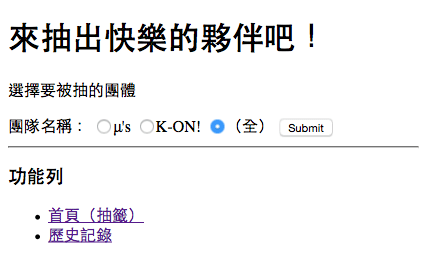 來抽出快樂的夥伴吧！
選擇要被抽的團體
團隊名稱： μ's K-ON! （全） Submit
功能列
首頁（抽籤）
歷史記錄